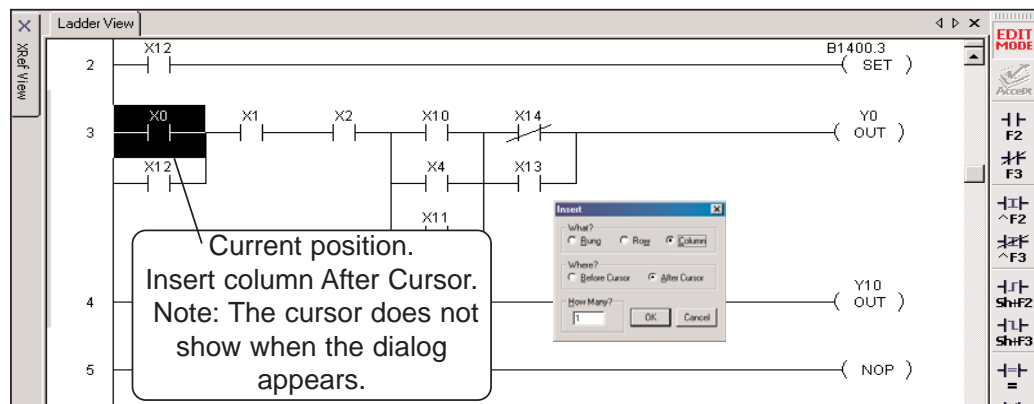 Ladder View
XRef View
EDIT
MODE
Accept
X12
B1400.3
2
SET
X0
X1
X2
X10
X14
Y0
3
OUT
X12
X4
X13
X11
F2
F3
^F2
^F3
Sh+F2
Sh+F3
=
Insert
What?
Rung Row Column
Where?
Before Cursor After Cursor
How Many?
1
OK Cancel
Current position.
Insert column After Cursor.
Note: The cursor does not
show when the dialog
appears.
Y10
4
OUT
5
NOP